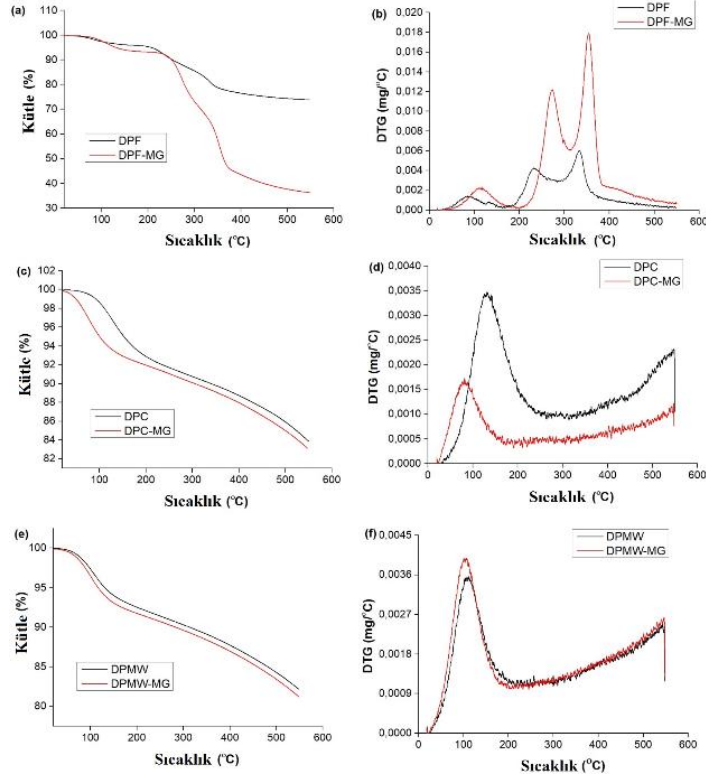 (a)
100
90
80
70
60
50
40
30
Kütle (%)
DPF
DPF-MG
0 100 200 300 400 500 600
Sıcaklık (°C)
(b)
0,020
0,018
0,016
0,014
0,012
0,010
0,008
0,006
0,004
0,002
0,000
DTG (mg/°C)
DPF
DPF-MG
0 100 200 300 400 500 600
Sıcaklık (°C)
(c)
102
100
98
96
94
92
90
88
86
84
82
Kütle (%)
DPC
DPC-MG
100 200 300 400 500 600
Sıcaklık (°C)
(d)
0,0040
0,0035
0,0030
0,0025
0,0020
0,0015
0,0010
0,0005
0,0000
DTG (mg/°C)
DPC
DPC-MG
0 100 200 300 400 500 600
Sıcaklık (°C)
(e)
100
95
90
85
80
Kütle (%)
DPMW
DPMW-MG
100 200 300 400 500 600
Sıcaklık (°C)
(f)
0.0045
0,0036
0,0027
0,0018
0,0009
0,0000
DTG (mg/°C)
DPMW
DPMW-MG
0 100 200 300 400 500 600
Sıcaklık (°C)